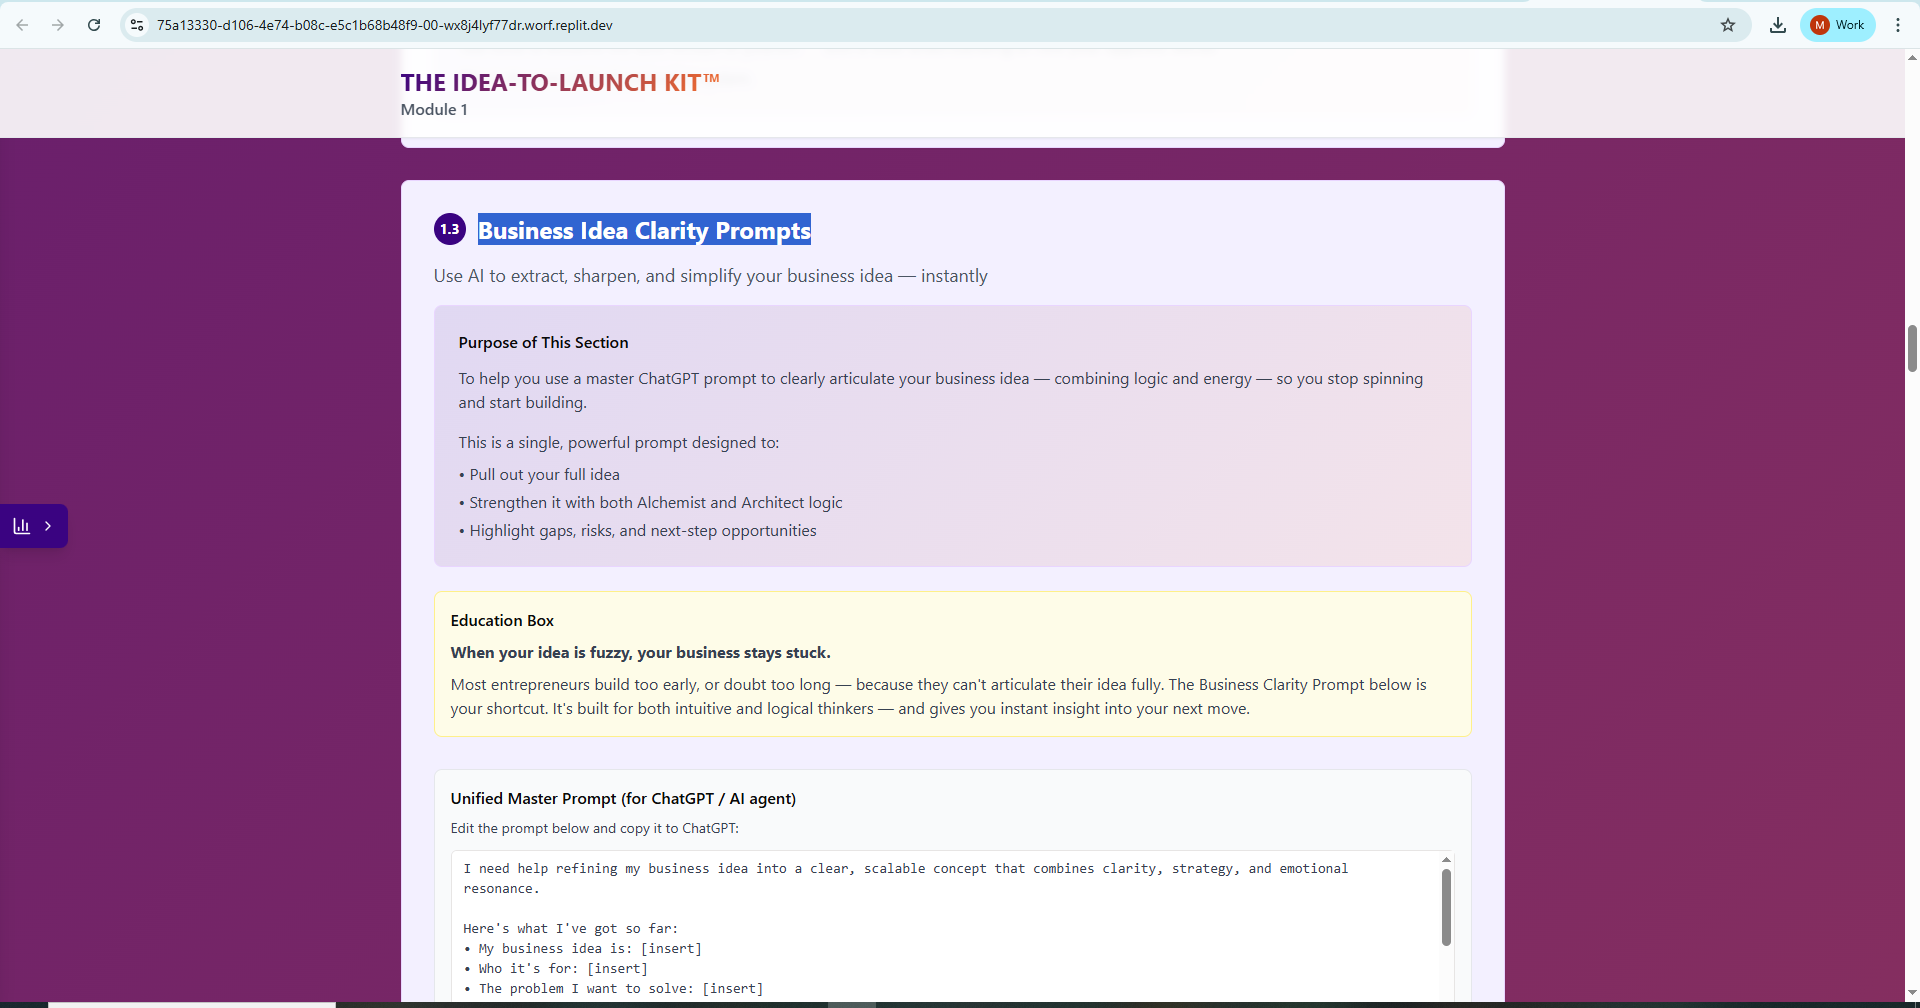 75a13330-d106-4e74-b08c-e5c1b68b48f9-00-wx8j4lyf77dr.worf.replit.dev
M Work
THE IDEA-TO-LAUNCH KIT™
Module 1
1.3 Business Idea Clarity Prompts
Use AI to extract, sharpen, and simplify your business idea — instantly
Purpose of This Section
To help you use a master ChatGPT prompt to clearly articulate your business idea — combining logic and energy — so you stop spinning
and start building.
This is a single, powerful prompt designed to:
• Pull out your full idea
• Strengthen it with both Alchemist and Architect logic
• Highlight gaps, risks, and next-step opportunities
Education Box
When your idea is fuzzy, your business stays stuck.
Most entrepreneurs build too early, or doubt too long — because they can't articulate their idea fully. The Business Clarity Prompt below is
your shortcut. It's built for both intuitive and logical thinkers — and gives you instant insight into your next move.
Unified Master Prompt (for ChatGPT / AI agent)
Edit the prompt below and copy it to ChatGPT:
I need help refining my business idea into a clear, scalable concept that combines clarity, strategy, and emotional
resonance.
Here's what I've got so far:
• My business idea is: [insert]
• Who it's for: [insert]
• The problem I want to solve: [insert]